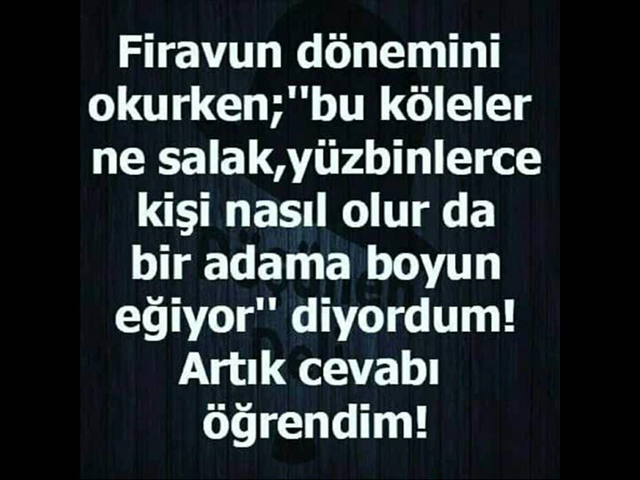 Firavun dönemini
okurken;"bu köleler
ne salak,yüzbinlerce
kişi nasıl olur da
bir adama boyun
eğiyor" diyordum!
Artık cevabı
öğrendim!